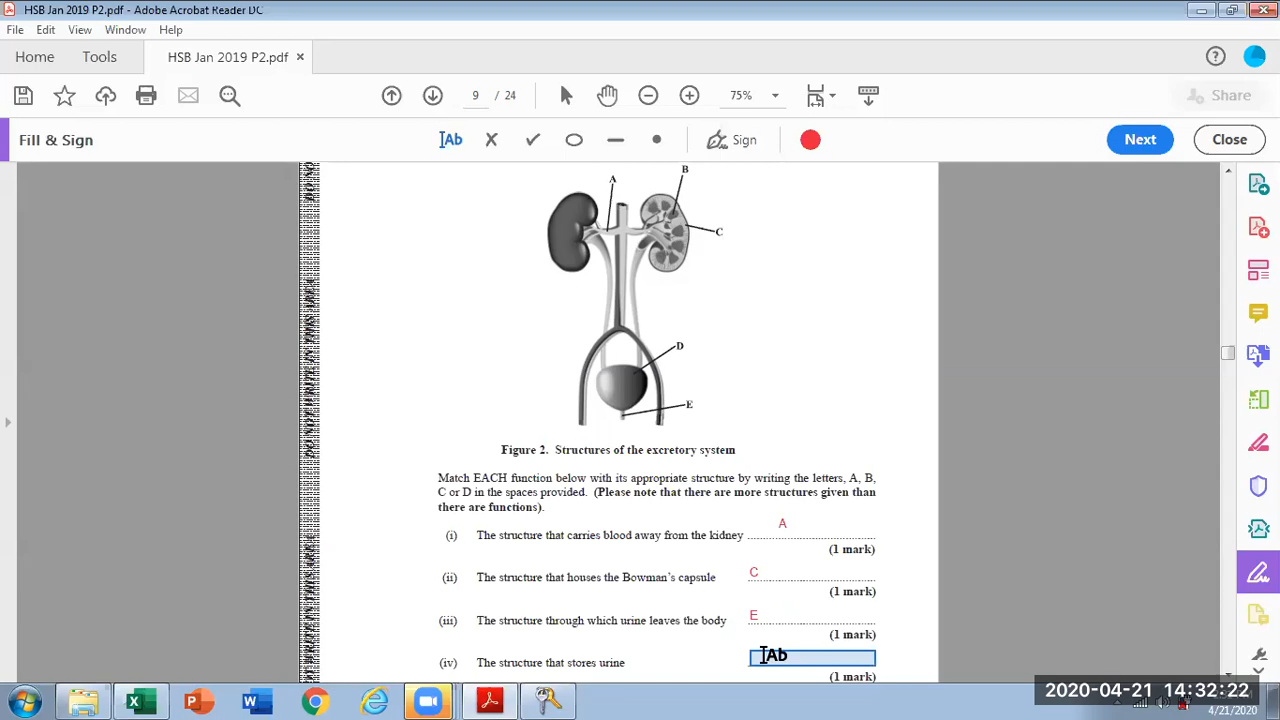 HSB Jan 2019 P2.pdf - Adobe Acrobat Reader DC
File Edit View Window Help
Home Tools HSB Jan 2019 P2.pdf ×
9 / 24 75% Share
Fill & Sign Ab Sign Next Close
A
B
C
D
E
Figure 2. Structures of the excretory system
Match EACH function below with its appropriate structure by writing the letters, A, B,
C or D in the spaces provided. (Please note that there are more structures given than
there are functions).
A
(i) The structure that carries blood away from the kidney
(1 mark)
C
(ii) The structure that houses the Bowman's capsule
(1 mark)
E
(iii) The structure through which urine leaves the body
(1 mark)
Ab
(iv) The structure that stores urine
(1 mark)
2020-04-21 14:32:22
4/21/2020